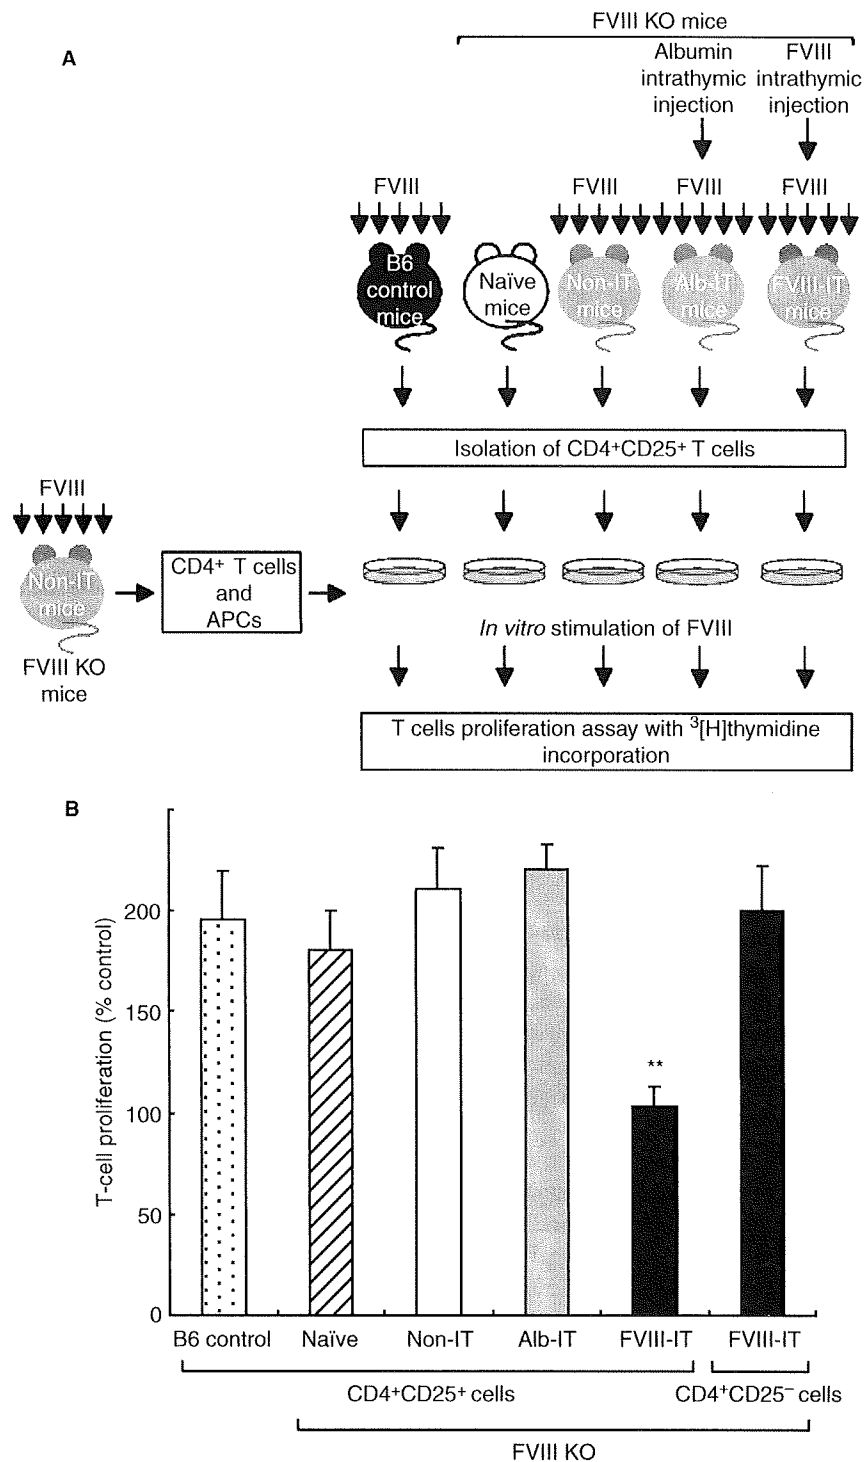 A
FVIII KO mice
Albumin
intrathymic
injection
FVIII
intrathymic
injection
FVIII
FVIII
FVIII
FVIII
B6
control
mice
Naïve
mice
Non-IT
mice
Alb-IT
mice
FVIII-IT
mice
Isolation of CD4⁺CD25⁺ T cells
FVIII
Non-IT
mice
FVIII KO
mice
CD4⁺ T cells
and
APCs
In vitro stimulation of FVIII
T cells proliferation assay with ³[H]thymidine
incorporation
B
T-cell proliferation (% control)
200
150
100
50
0
**
B6 control Naïve Non-IT Alb-IT FVIII-IT FVIII-IT
CD4⁺CD25⁺ cells CD4⁺CD25⁻ cells
FVIII KO